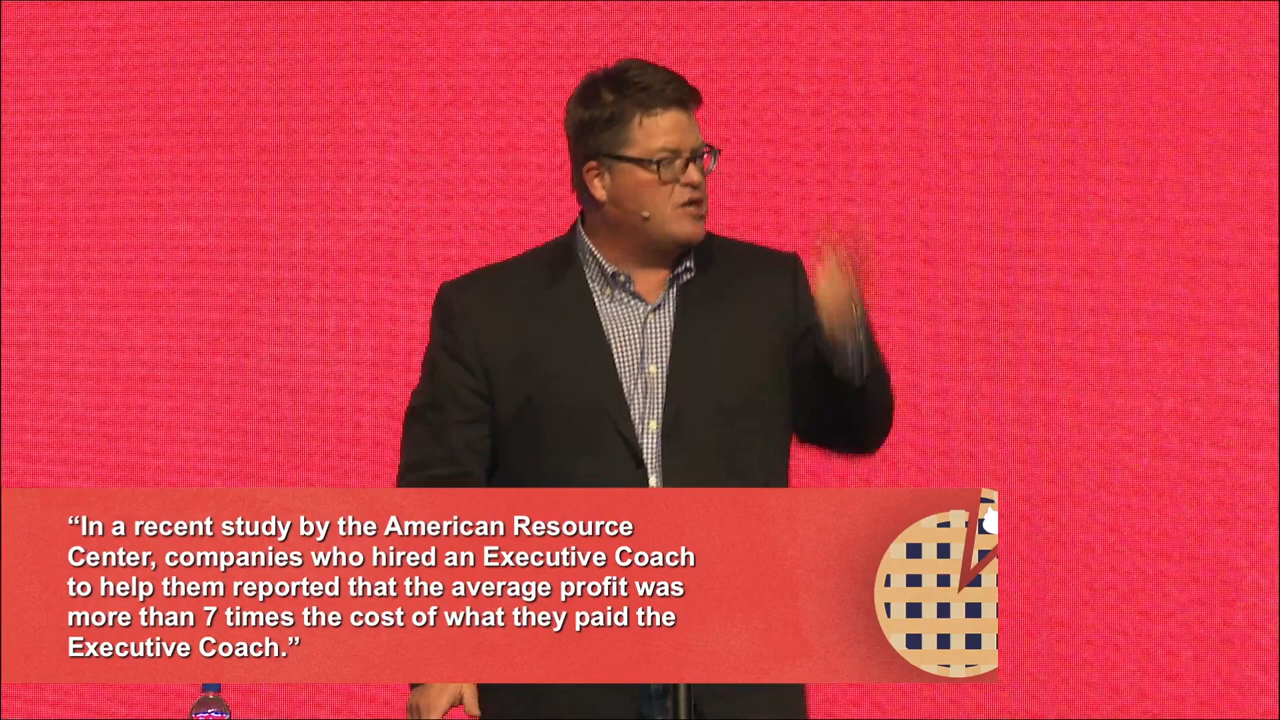 “In a recent study by the American Resource
Center, companies who hired an Executive Coach
to help them reported that the average profit was
more than 7 times the cost of what they paid the
Executive Coach.”